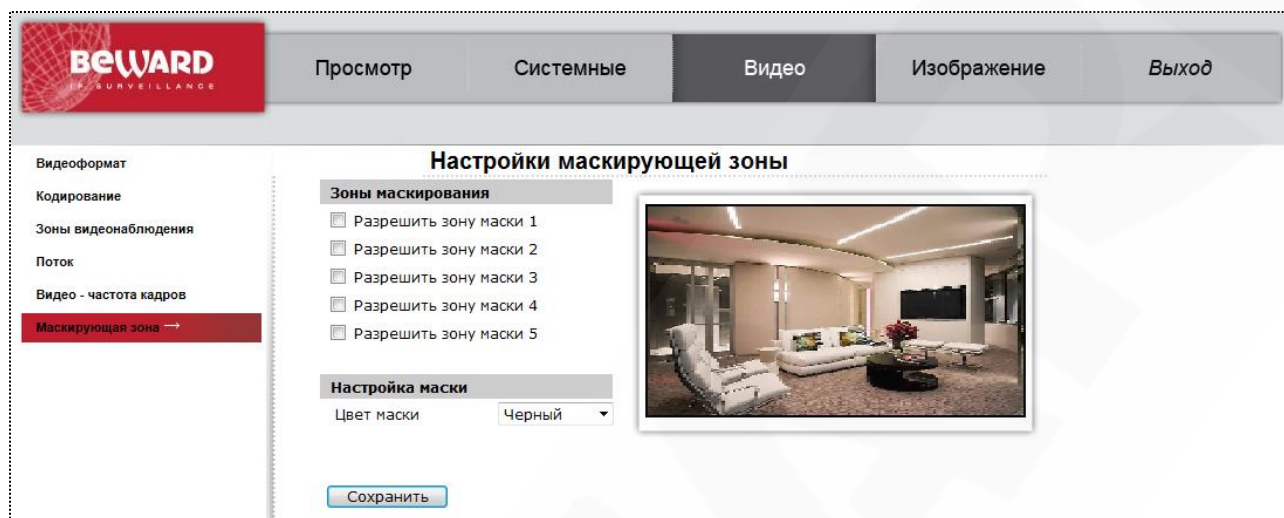 BEWARD
IP SURVEILLANCE
Просмотр
Системные
Видео
Изображение
Выход
Видеоформат
Кодирование
Зоны видеонаблюдения
Поток
Видео - частота кадров
Маскирующая зона →
Настройки маскирующей зоны
Зоны маскирования
Разрешить зону маски 1
Разрешить зону маски 2
Разрешить зону маски 3
Разрешить зону маски 4
Разрешить зону маски 5
Настройка маски
Цвет маски Черный
Сохранить